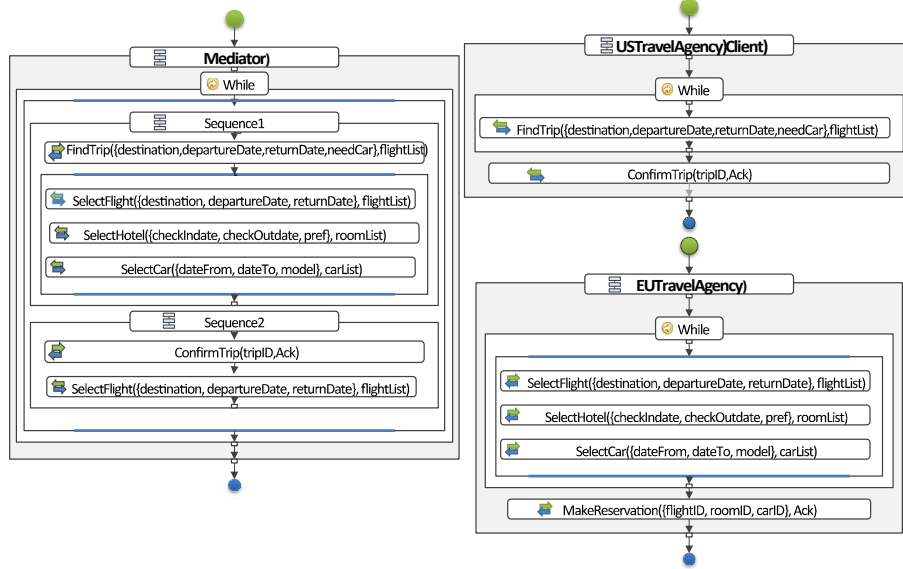 Mediator)
While
Sequence1
FindTrip({destination,departureDate,returnDate,needCar},flightList)
SelectFlight({destination, departureDate, returnDate}, flightList)
SelectHotel({checkIndate, checkOutdate, pref}, roomList)
SelectCar({dateFrom, dateTo, model}, carList)
Sequence2
ConfirmTrip(tripID,Ack)
SelectFlight({destination, departureDate, returnDate}, flightList)
USTravelAgency)Client)
While
FindTrip({destination,departureDate,returnDate,needCar},flightList)
ConfirmTrip(tripID,Ack)
EUTravelAgency)
While
SelectFlight({destination, departureDate, returnDate}, flightList)
SelectHotel({checkIndate, checkOutdate, pref}, roomList)
SelectCar({dateFrom, dateTo, model}, carList)
MakeReservation({flightID, roomID, carID}, Ack)